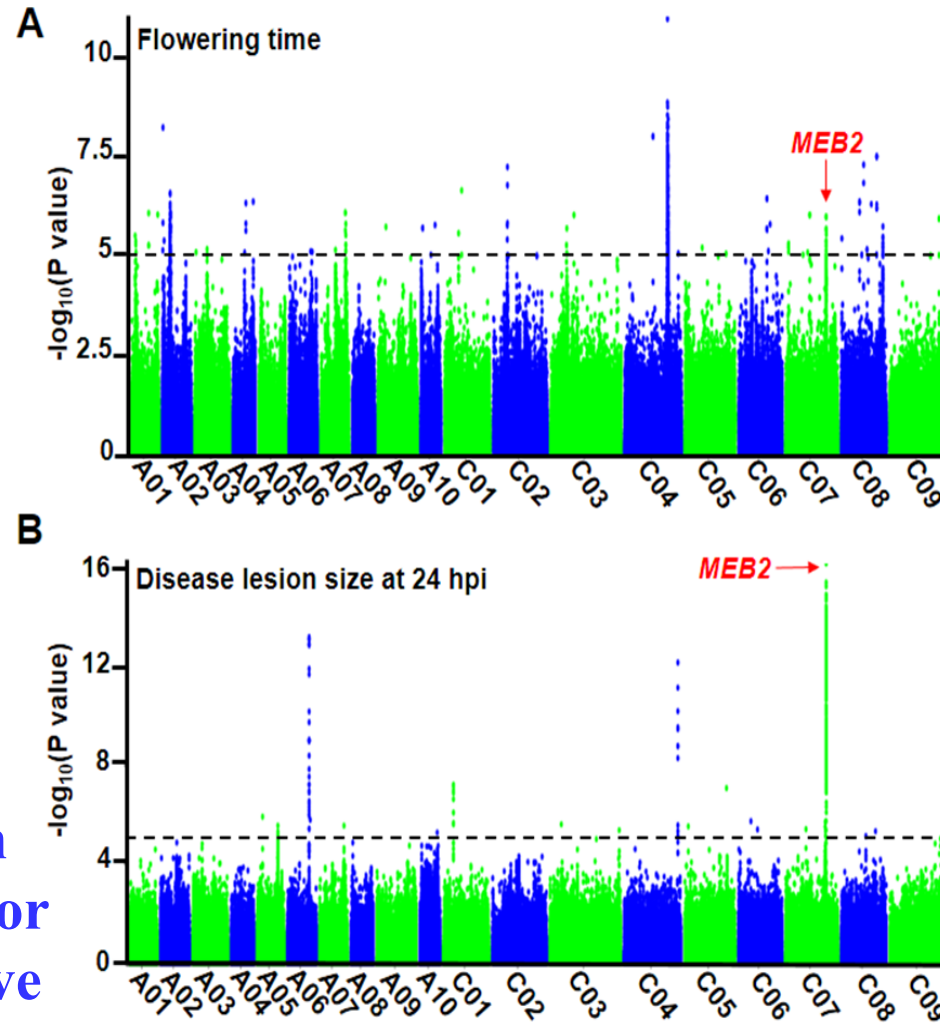 A
Flowering time
-log10(P value)
10
7.5
5
2.5
0
MEB2
A01 A02 A03 A04 A05 A06 A07 A08 A09 A10 C01 C02 C03 C04 C05 C06 C07 C08 C09
B
Disease lesion size at 24 hpi
-log10(P value)
16
12
8
4
0
MEB2
A01 A02 A03 A04 A05 A06 A07 A08 A09 A10 C01 C02 C03 C04 C05 C06 C07 C08 C09
or
ve